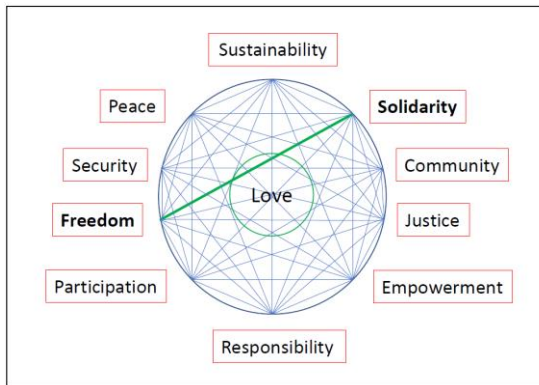 Sustainability
Peace
Solidarity
Security
Community
Love
Freedom
Justice
Participation
Empowerment
Responsibility